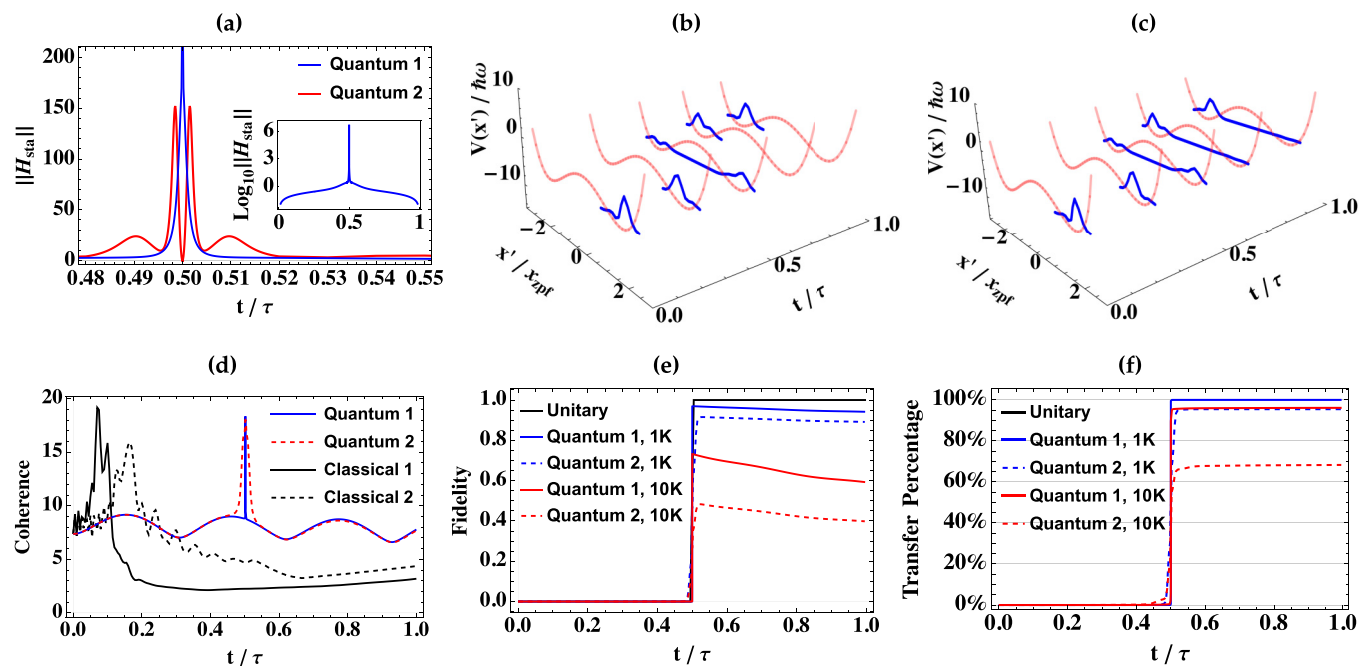 (a)
||H_sta||
200
150
100
50
0
0.48 0.49 0.50 0.51 0.52 0.53 0.54 0.55
t / τ
Quantum 1
Quantum 2
Log₁₀||H_sta||
6
4
2
0
0 0.5 1
(b)
V(x') / ħω
10
0
−10
−2
0
2
x' / x_zpf
0.0
0.5
1.0
t / τ
(c)
V(x') / ħω
10
0
−10
−2
0
2
x' / x_zpf
0.0
0.5
1.0
t / τ
(d)
Coherence
20
15
10
5
0
0.0 0.2 0.4 0.6 0.8 1.0
t / τ
Quantum 1
Quantum 2
Classical 1
Classical 2
(e)
Fidelity
1.0
0.8
0.6
0.4
0.2
0.0
0.0 0.2 0.4 0.6 0.8 1.0
t / τ
Unitary
Quantum 1, 1K
Quantum 2, 1K
Quantum 1, 10K
Quantum 2, 10K
(f)
Transfer Percentage
100%
80%
60%
40%
20%
0%
0.0 0.2 0.4 0.6 0.8 1.0
t / τ
Unitary
Quantum 1, 1K
Quantum 2, 1K
Quantum 1, 10K
Quantum 2, 10K